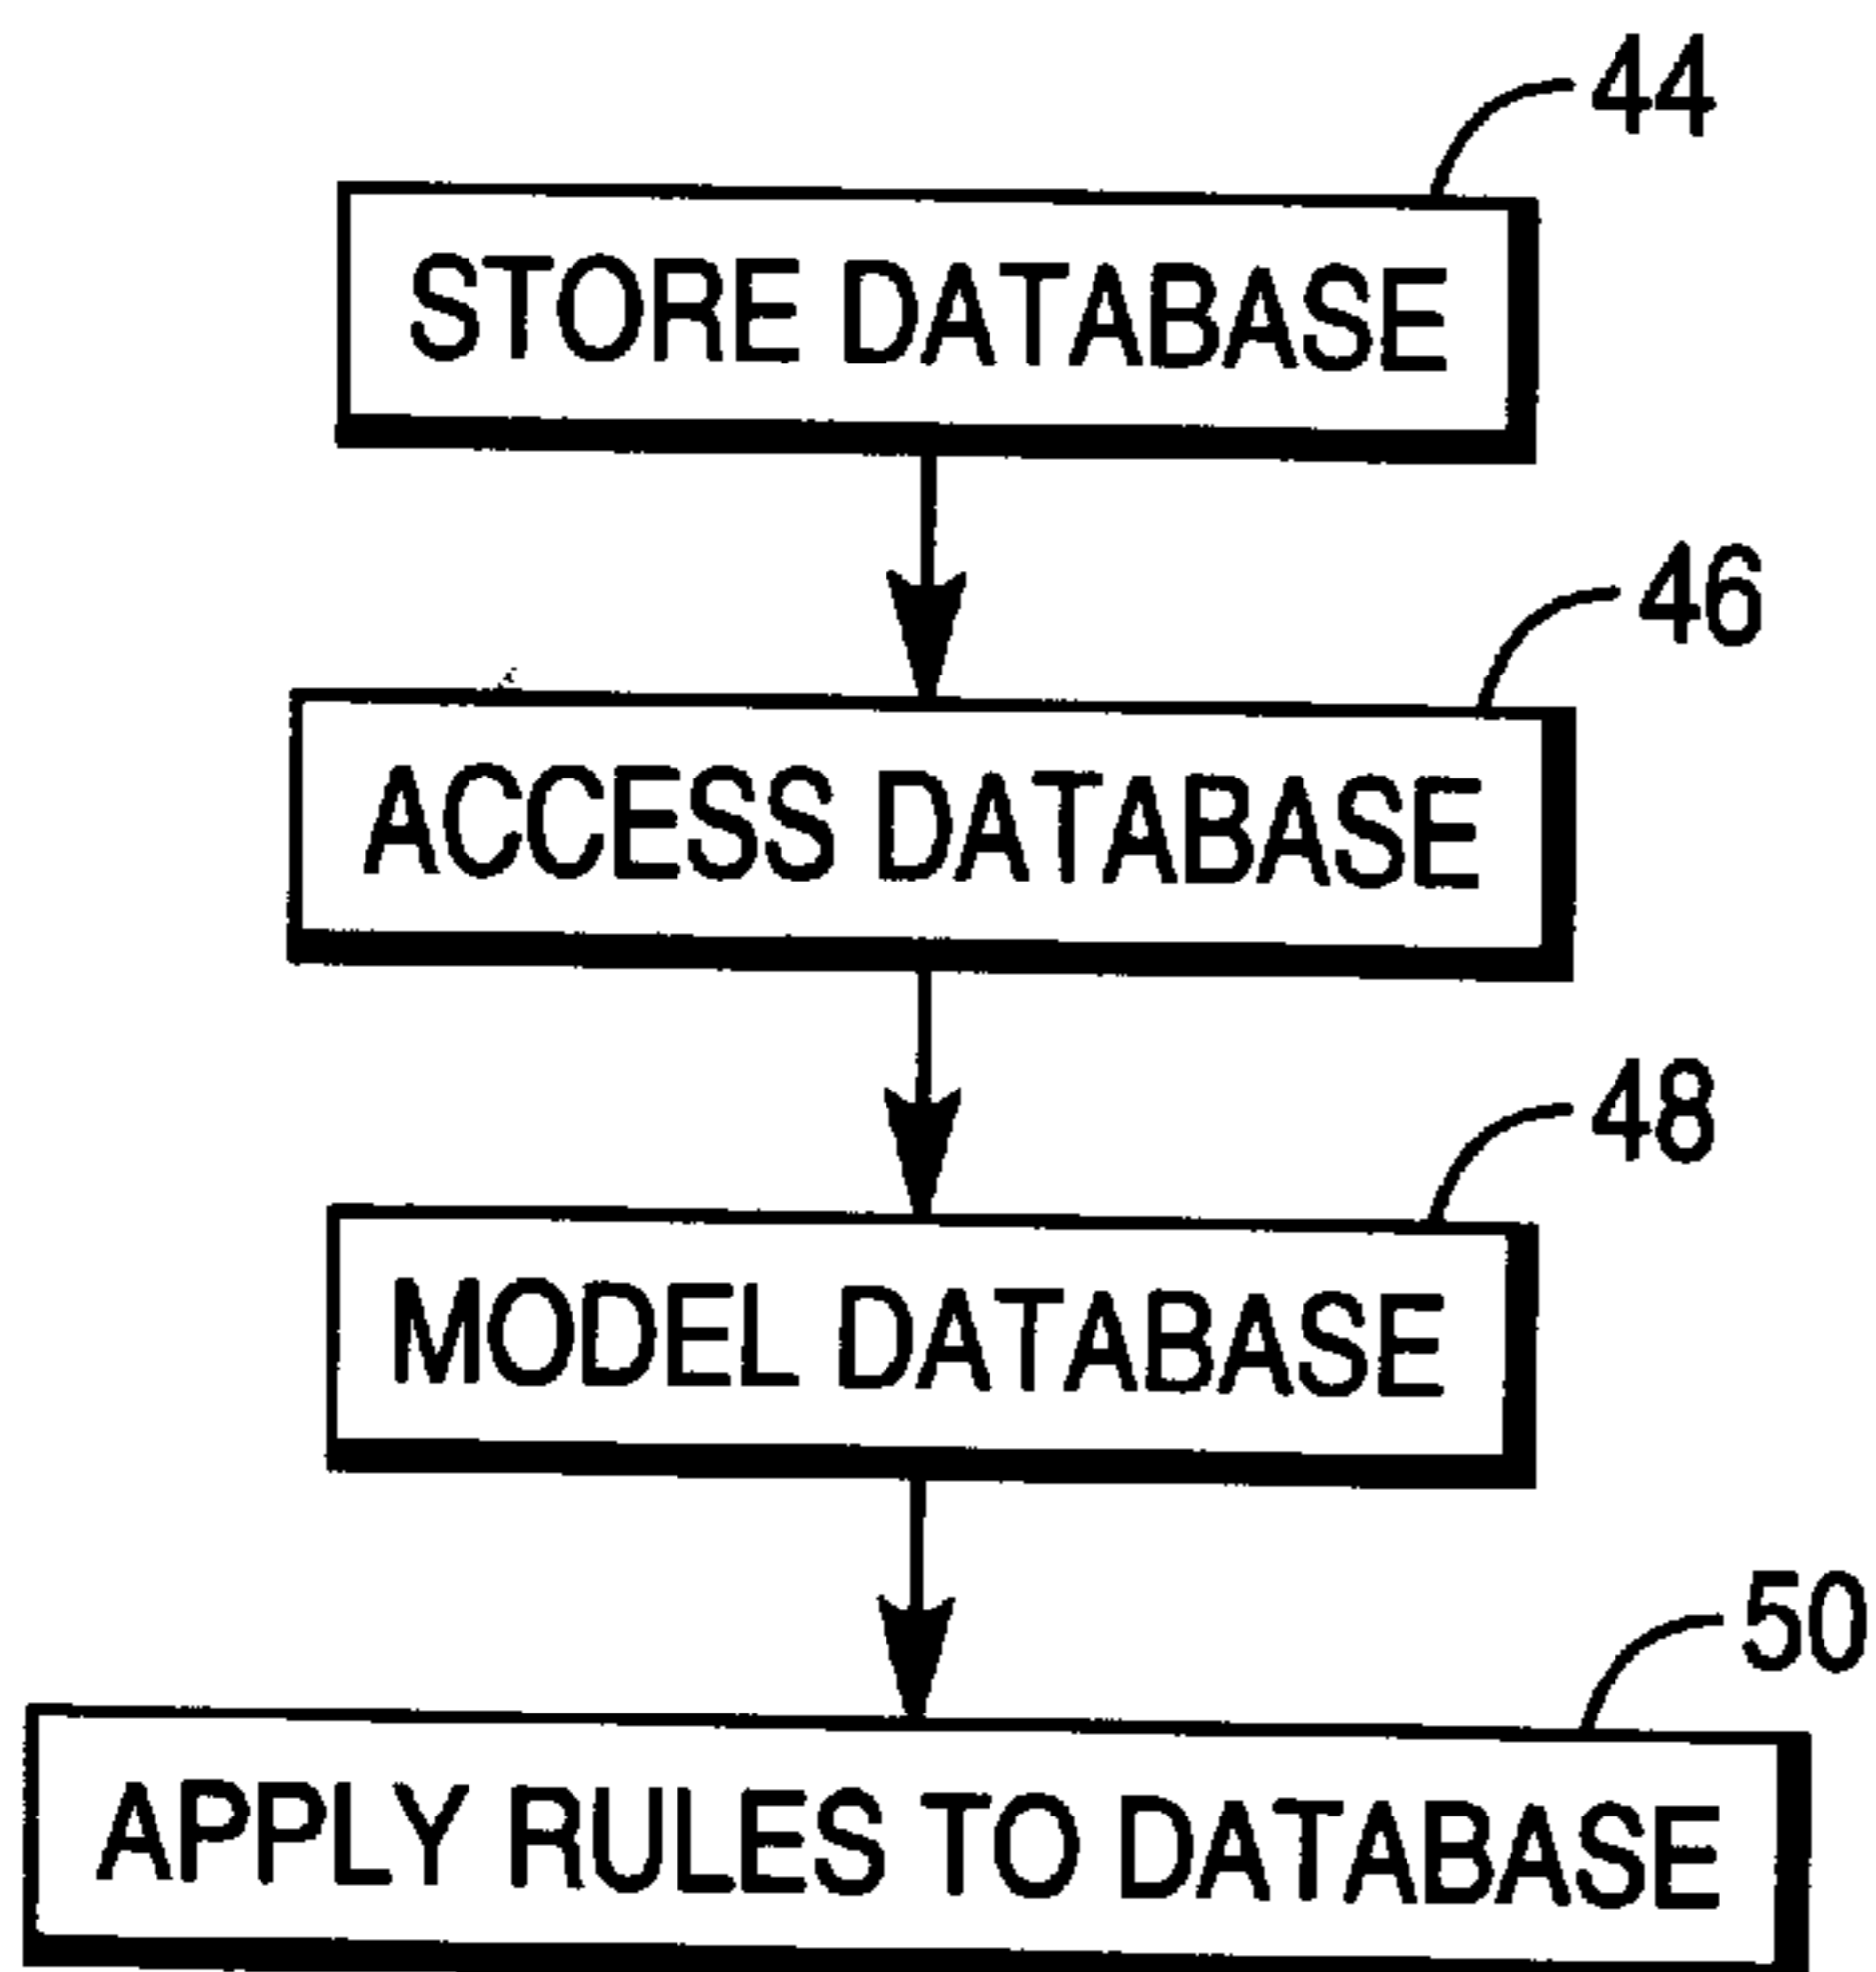 44
STORE DATABASE
46
ACCESS DATABASE
48
MODEL DATABASE
50
APPLY RULES TO DATABASE